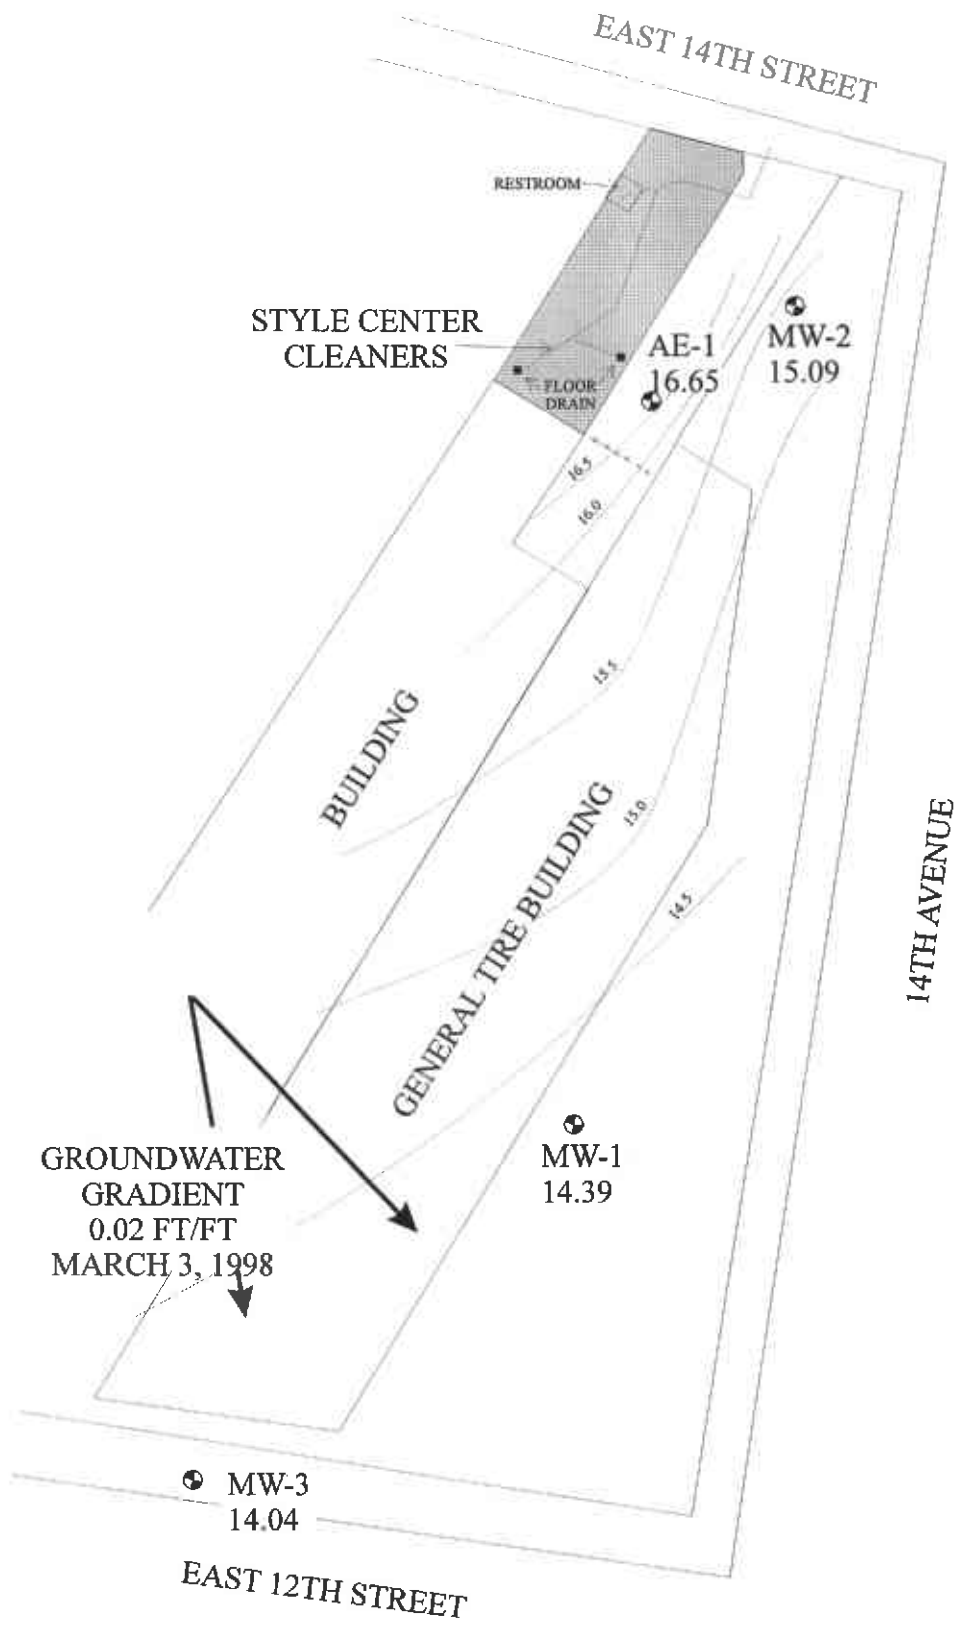 EAST 14TH STREET
RESTROOM
STYLE CENTER
CLEANERS
FLOOR
DRAIN
AE-1
16.65
MW-2
15.09
16.5
16.0
15.5
15.0
14.5
BUILDING
GENERAL TIRE BUILDING
14TH AVENUE
MW-1
14.39
GROUNDWATER
GRADIENT
0.02 FT/FT
MARCH 3, 1998
MW-3
14.04
EAST 12TH STREET